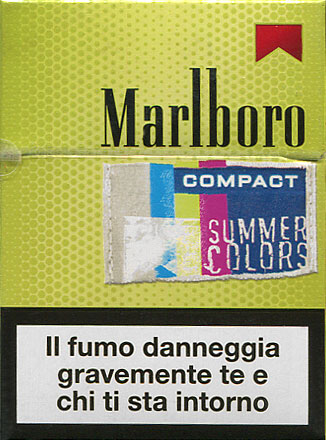 Marlboro
COMPACT
SUMMER
COLORS
Il fumo danneggia
gravemente te e
chi ti sta intorno